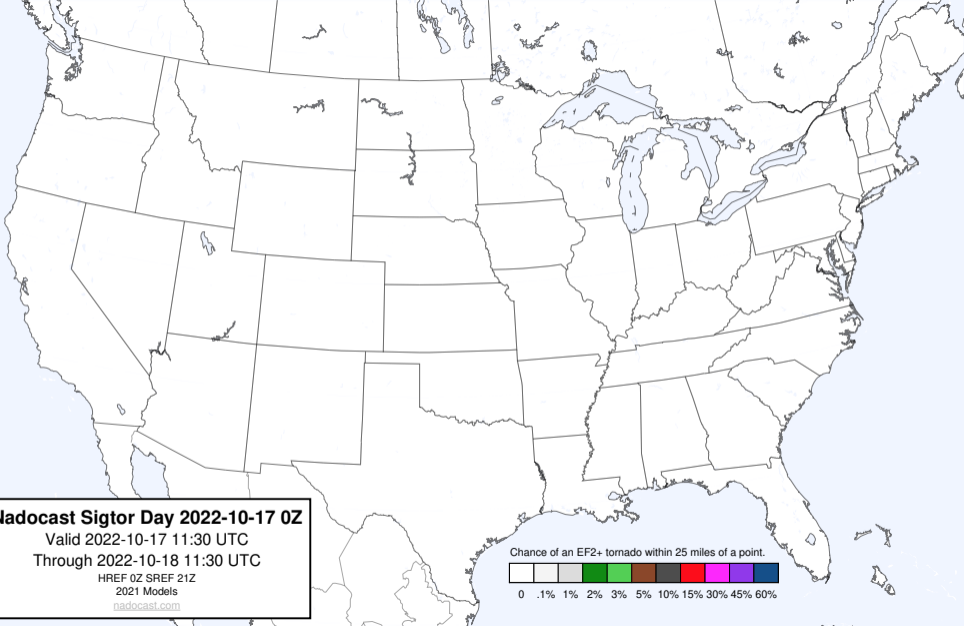 Nadocast Sigtor Day 2022-10-17 0Z
Valid 2022-10-17 11:30 UTC
Through 2022-10-18 11:30 UTC
HREF 0Z SREF 21Z
2021 Models
nadocast.com
Chance of an EF2+ tornado within 25 miles of a point.
0 .1% 1% 2% 3% 5% 10% 15% 30% 45% 60%